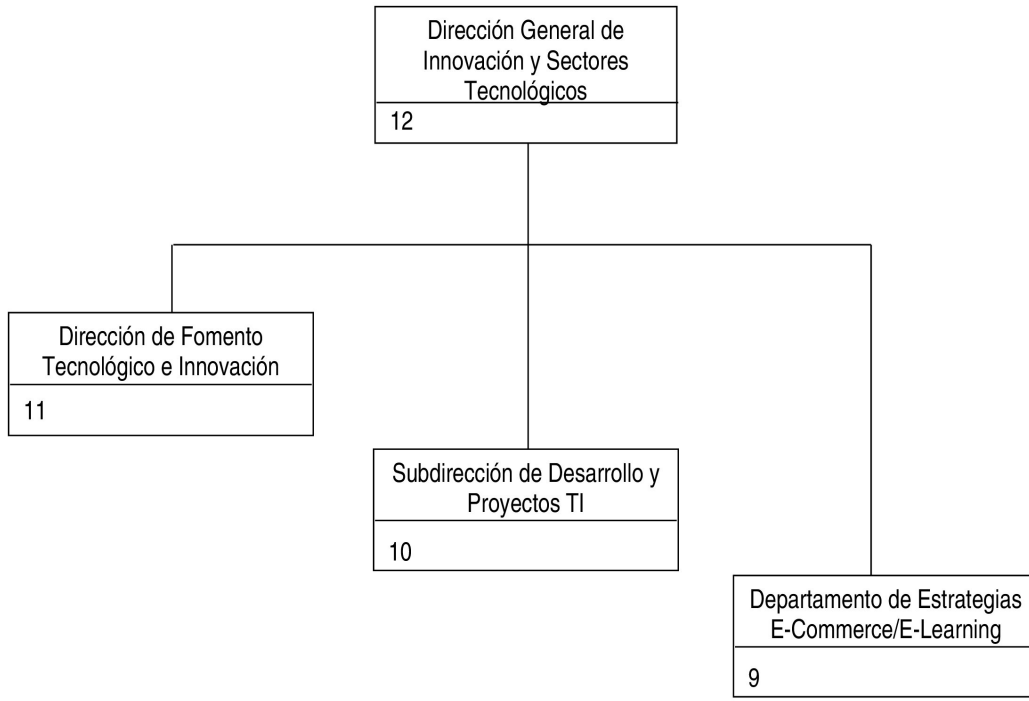 Dirección General de
Innovación y Sectores
Tecnológicos
12
Dirección de Fomento
Tecnológico e Innovación
11
Subdirección de Desarrollo y
Proyectos TI
10
Departamento de Estrategias
E-Commerce/E-Learning
9